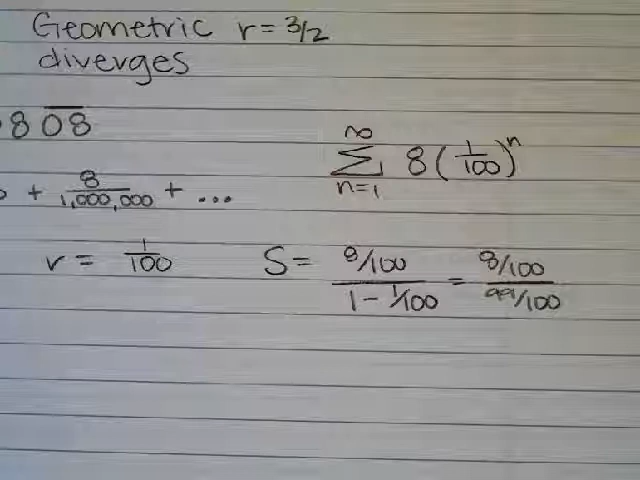 Geometric r = 3/2
diverges
808
∞
∑ 8(1/100)^n
n=1
+ 8/1,000,000 + ...
r = 1/100
S = 8/100 / 1 - 1/100 = 8/100 / 99/100